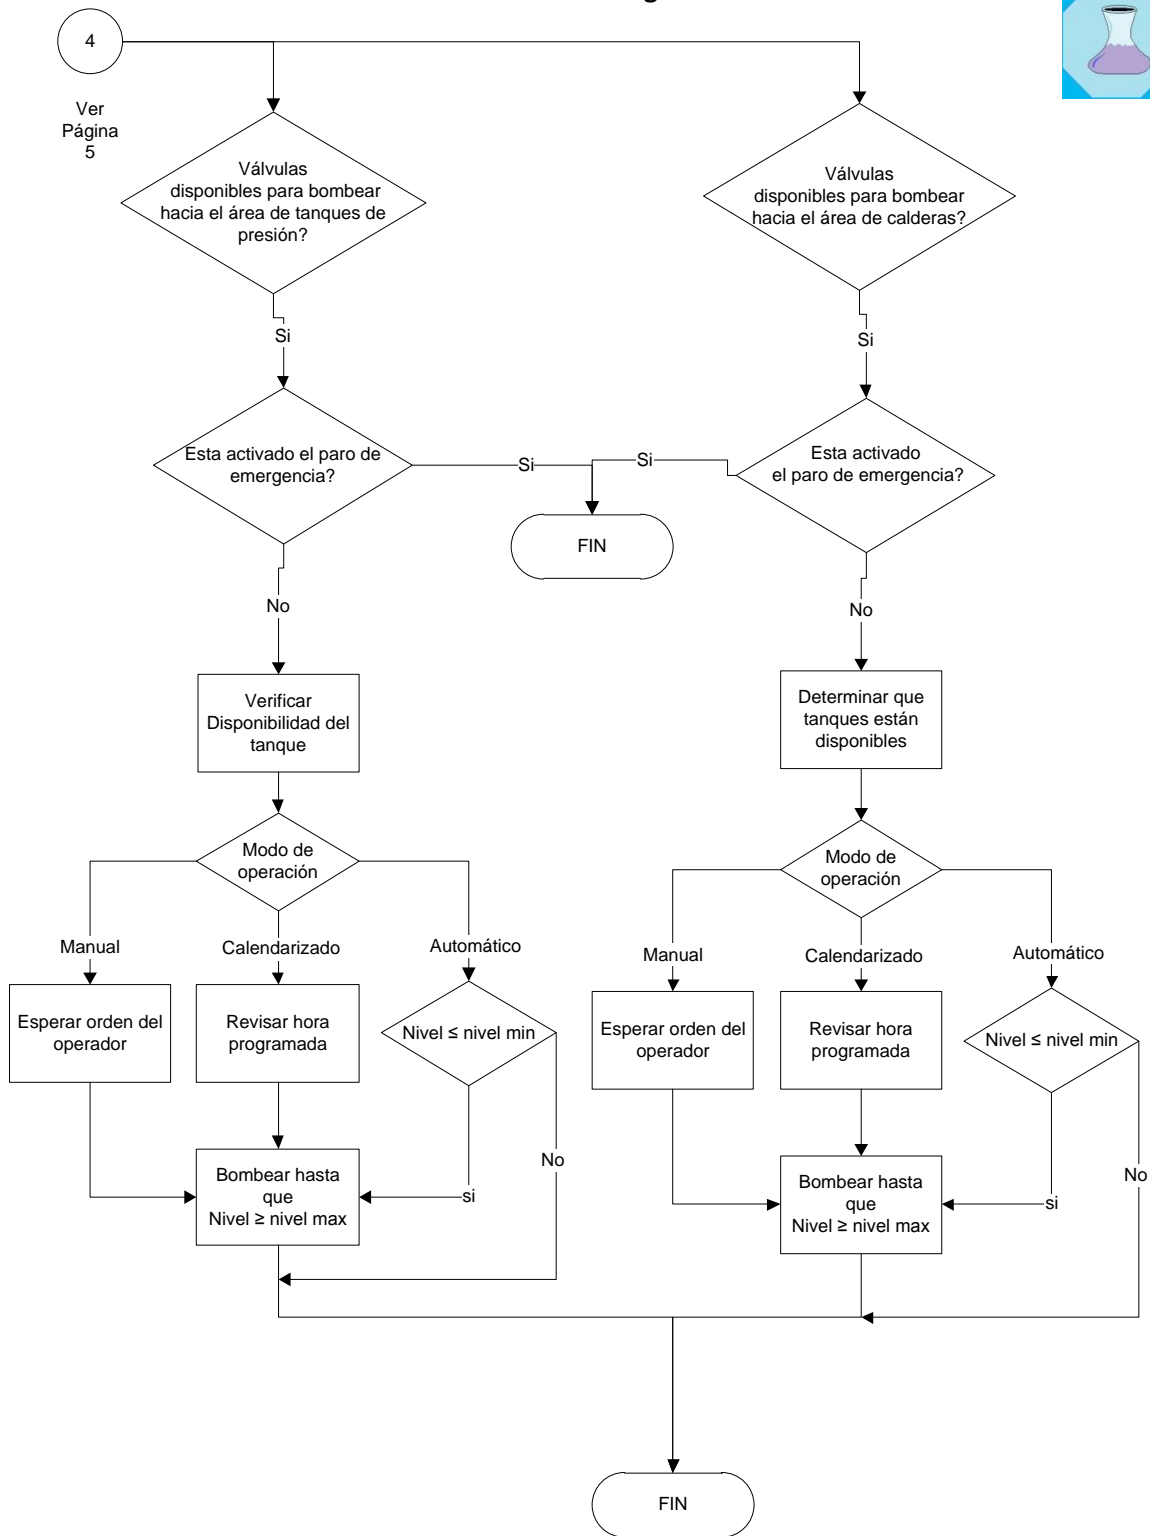 4
Ver
Página
5
Válvulas
disponibles para bombear
hacia el área de tanques de
presión?
Válvulas
disponibles para bombear
hacia el área de calderas?
Si
Si
Esta activado el paro de
emergencia?
Si
Si
Esta activado
el paro de emergencia?
FIN
No
No
Verificar
Disponibilidad del
tanque
Determinar que
tanques están
disponibles
Modo de
operación
Modo de
operación
Manual
Calendarizado
Automático
Manual
Calendarizado
Automático
Esperar orden del
operador
Revisar hora
programada
Nivel ≤ nivel min
Esperar orden del
operador
Revisar hora
programada
Nivel ≤ nivel min
No
No
Bombear hasta
que
Nivel ≥ nivel max
si
Bombear hasta
que
Nivel ≥ nivel max
si
FIN